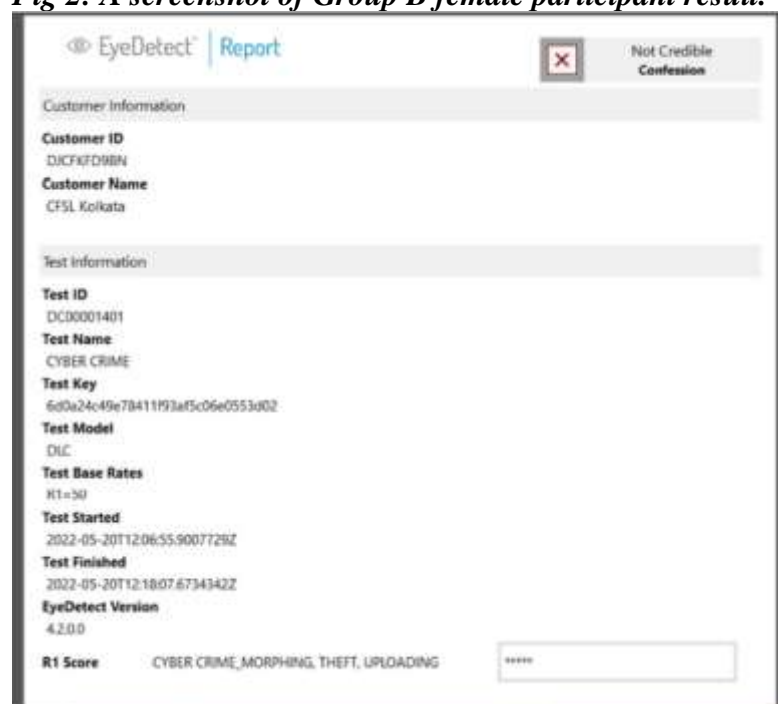 Fig 2: A screenshot of Group B female participant result.
EyeDetect Report
Not Credible
Confession
Customer Information
Customer ID
DJCFKFD9BN
Customer Name
CFSL Kolkata
Test Information
Test ID
DC00001401
Test Name
CYBER CRIME
Test Key
6d0a24c49e78411f93af5c06e0553d02
Test Model
DLC
Test Base Rates
R1=50
Test Started
2022-05-20T12:06:55.9007729Z
Test Finished
2022-05-20T12:18:07.6734342Z
EyeDetect Version
4.2.0.0
R1 Score CYBER CRIME_MORPHING, THEFT, UPLOADING *****